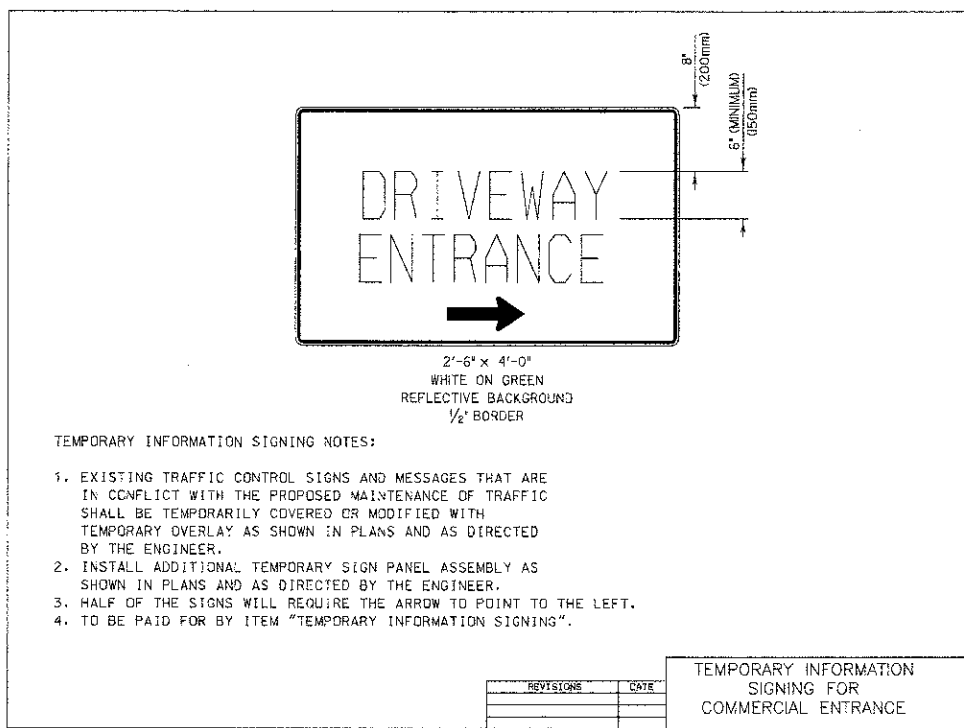 8"
(200mm)
6" (MINIMUM)
(150mm)
DRIVEWAY
ENTRANCE
2'-6" x 4'-0"
WHITE ON GREEN
REFLECTIVE BACKGROUND
1/2" BORDER
TEMPORARY INFORMATION SIGNING NOTES:
1. EXISTING TRAFFIC CONTROL SIGNS AND MESSAGES THAT ARE
IN CONFLICT WITH THE PROPOSED MAINTENANCE OF TRAFFIC
SHALL BE TEMPORARILY COVERED OR MODIFIED WITH
TEMPORARY OVERLAY AS SHOWN IN PLANS AND AS DIRECTED
BY THE ENGINEER.
2. INSTALL ADDITIONAL TEMPORARY SIGN PANEL ASSEMBLY AS
SHOWN IN PLANS AND AS DIRECTED BY THE ENGINEER.
3. HALF OF THE SIGNS WILL REQUIRE THE ARROW TO POINT TO THE LEFT.
4. TO BE PAID FOR BY ITEM "TEMPORARY INFORMATION SIGNING".
REVISIONS DATE
TEMPORARY INFORMATION
SIGNING FOR
COMMERCIAL ENTRANCE